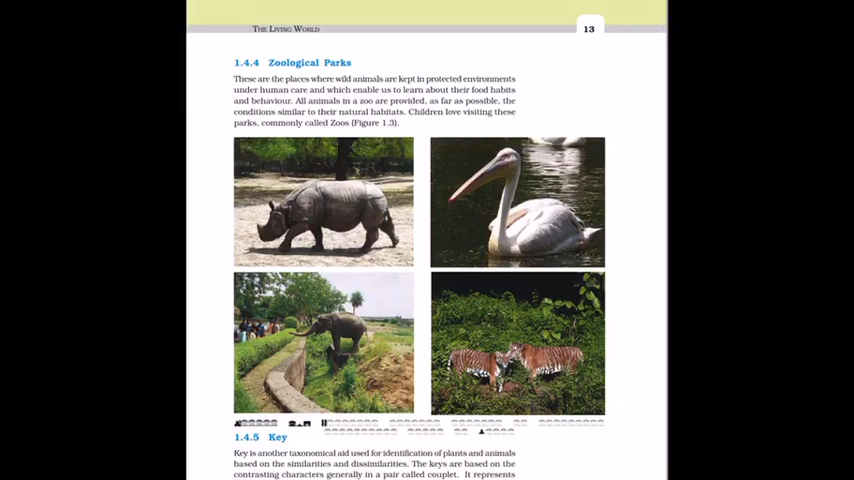 THE LIVING WORLD
13
1.4.4 Zoological Parks
These are the places where wild animals are kept in protected environments
under human care and which enable us to learn about their food habits
and behaviour. All animals in a zoo are provided, as far as possible, the
conditions similar to their natural habitats. Children love visiting these
parks, commonly called Zoos (Figure 1.3).
1.4.5 Key
Key is another taxonomical aid used for identification of plants and animals
based on the similarities and dissimilarities. The keys are based on the
contrasting characters generally in a pair called couplet. It represents